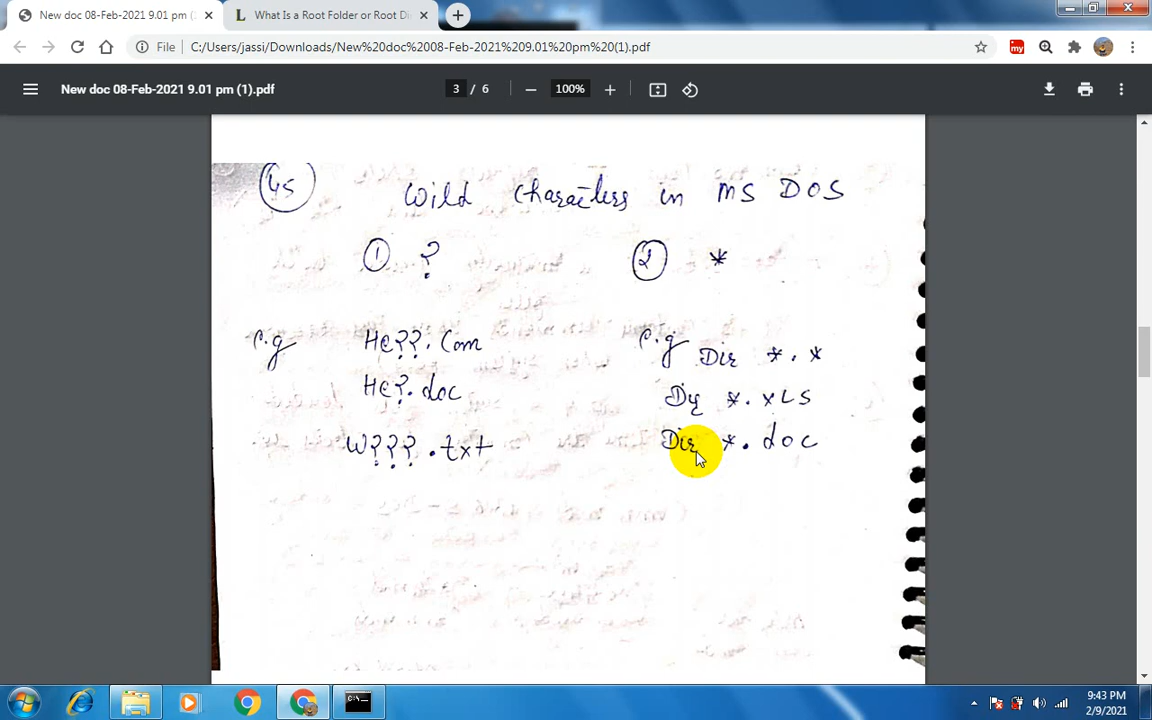 New doc 08-Feb-2021 9.01 pm (
What Is a Root Folder or Root Di
File C:/Users/jassi/Downloads/New%20doc%2008-Feb-2021%209.01%20pm%20(1).pdf
my
New doc 08-Feb-2021 9.01 pm (1).pdf
3 / 6
100%
45 Wild characters in MS DOS
① ? ② *
e.g He??.Com e.g Dir *.*
He?.doc Dir *.XLS
W???.txt Dir *.doc
9:43 PM
2/9/2021